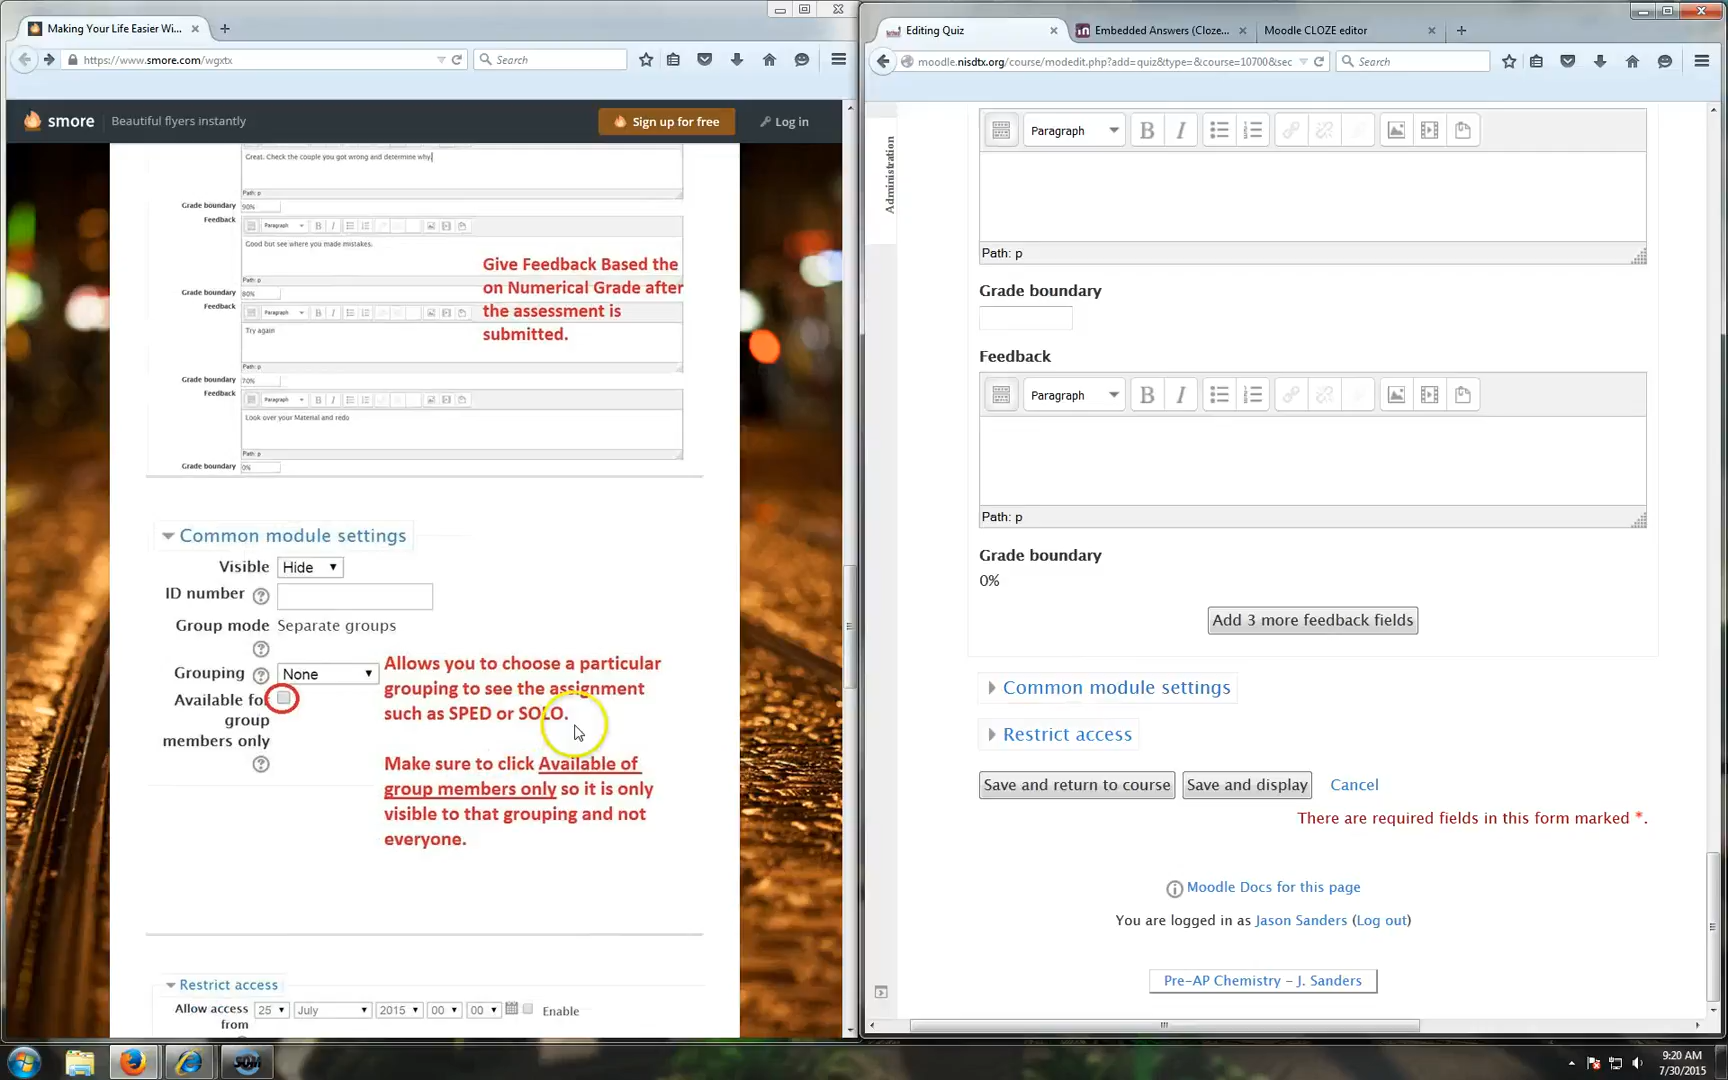 Making Your Life Easier Wi...
https://www.smore.com/wgxtx
Search
smore
Beautiful flyers instantly
Sign up for free
Log in
Great. Check the couple you got wrong and determine why.
Path: p
Grade boundary 90%
Feedback
Paragraph
Good but see where you made mistakes.
Path: p
Grade boundary 80%
Feedback
Paragraph
Try again
Path: p
Grade boundary 70%
Feedback
Paragraph
Look over your Material and redo
Path: p
Grade boundary 0%
Give Feedback Based the
on Numerical Grade after
the assessment is
submitted.
Common module settings
Visible Hide
ID number
Group mode Separate groups
Grouping None
Available for
group
members only
Allows you to choose a particular
grouping to see the assignment
such as SPED or SOLO.
Make sure to click Available of
group members only so it is only
visible to that grouping and not
everyone.
Restrict access
Allow access
from
25 July 2015 00 00 Enable
Editing Quiz
Embedded Answers (Cloze...
Moodle CLOZE editor
moodle.nisdtx.org/course/modedit.php?add=quiz&type=&course=10700&sec
Search
Administration
Paragraph
B I
Path: p
Grade boundary
Feedback
Paragraph
B I
Path: p
Grade boundary
0%
Add 3 more feedback fields
Common module settings
Restrict access
Save and return to course
Save and display
Cancel
There are required fields in this form marked *.
Moodle Docs for this page
You are logged in as Jason Sanders (Log out)
Pre-AP Chemistry - J. Sanders
9:20 AM
7/30/2015